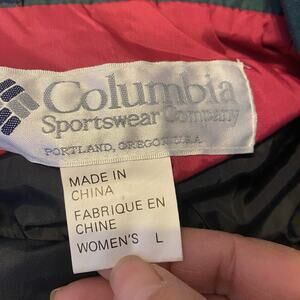 Columbia
Sportswear Company
PORTLAND, OREGON U.S.A.
MADE IN
CHINA
FABRIQUE EN
CHINE
WOMEN'S L